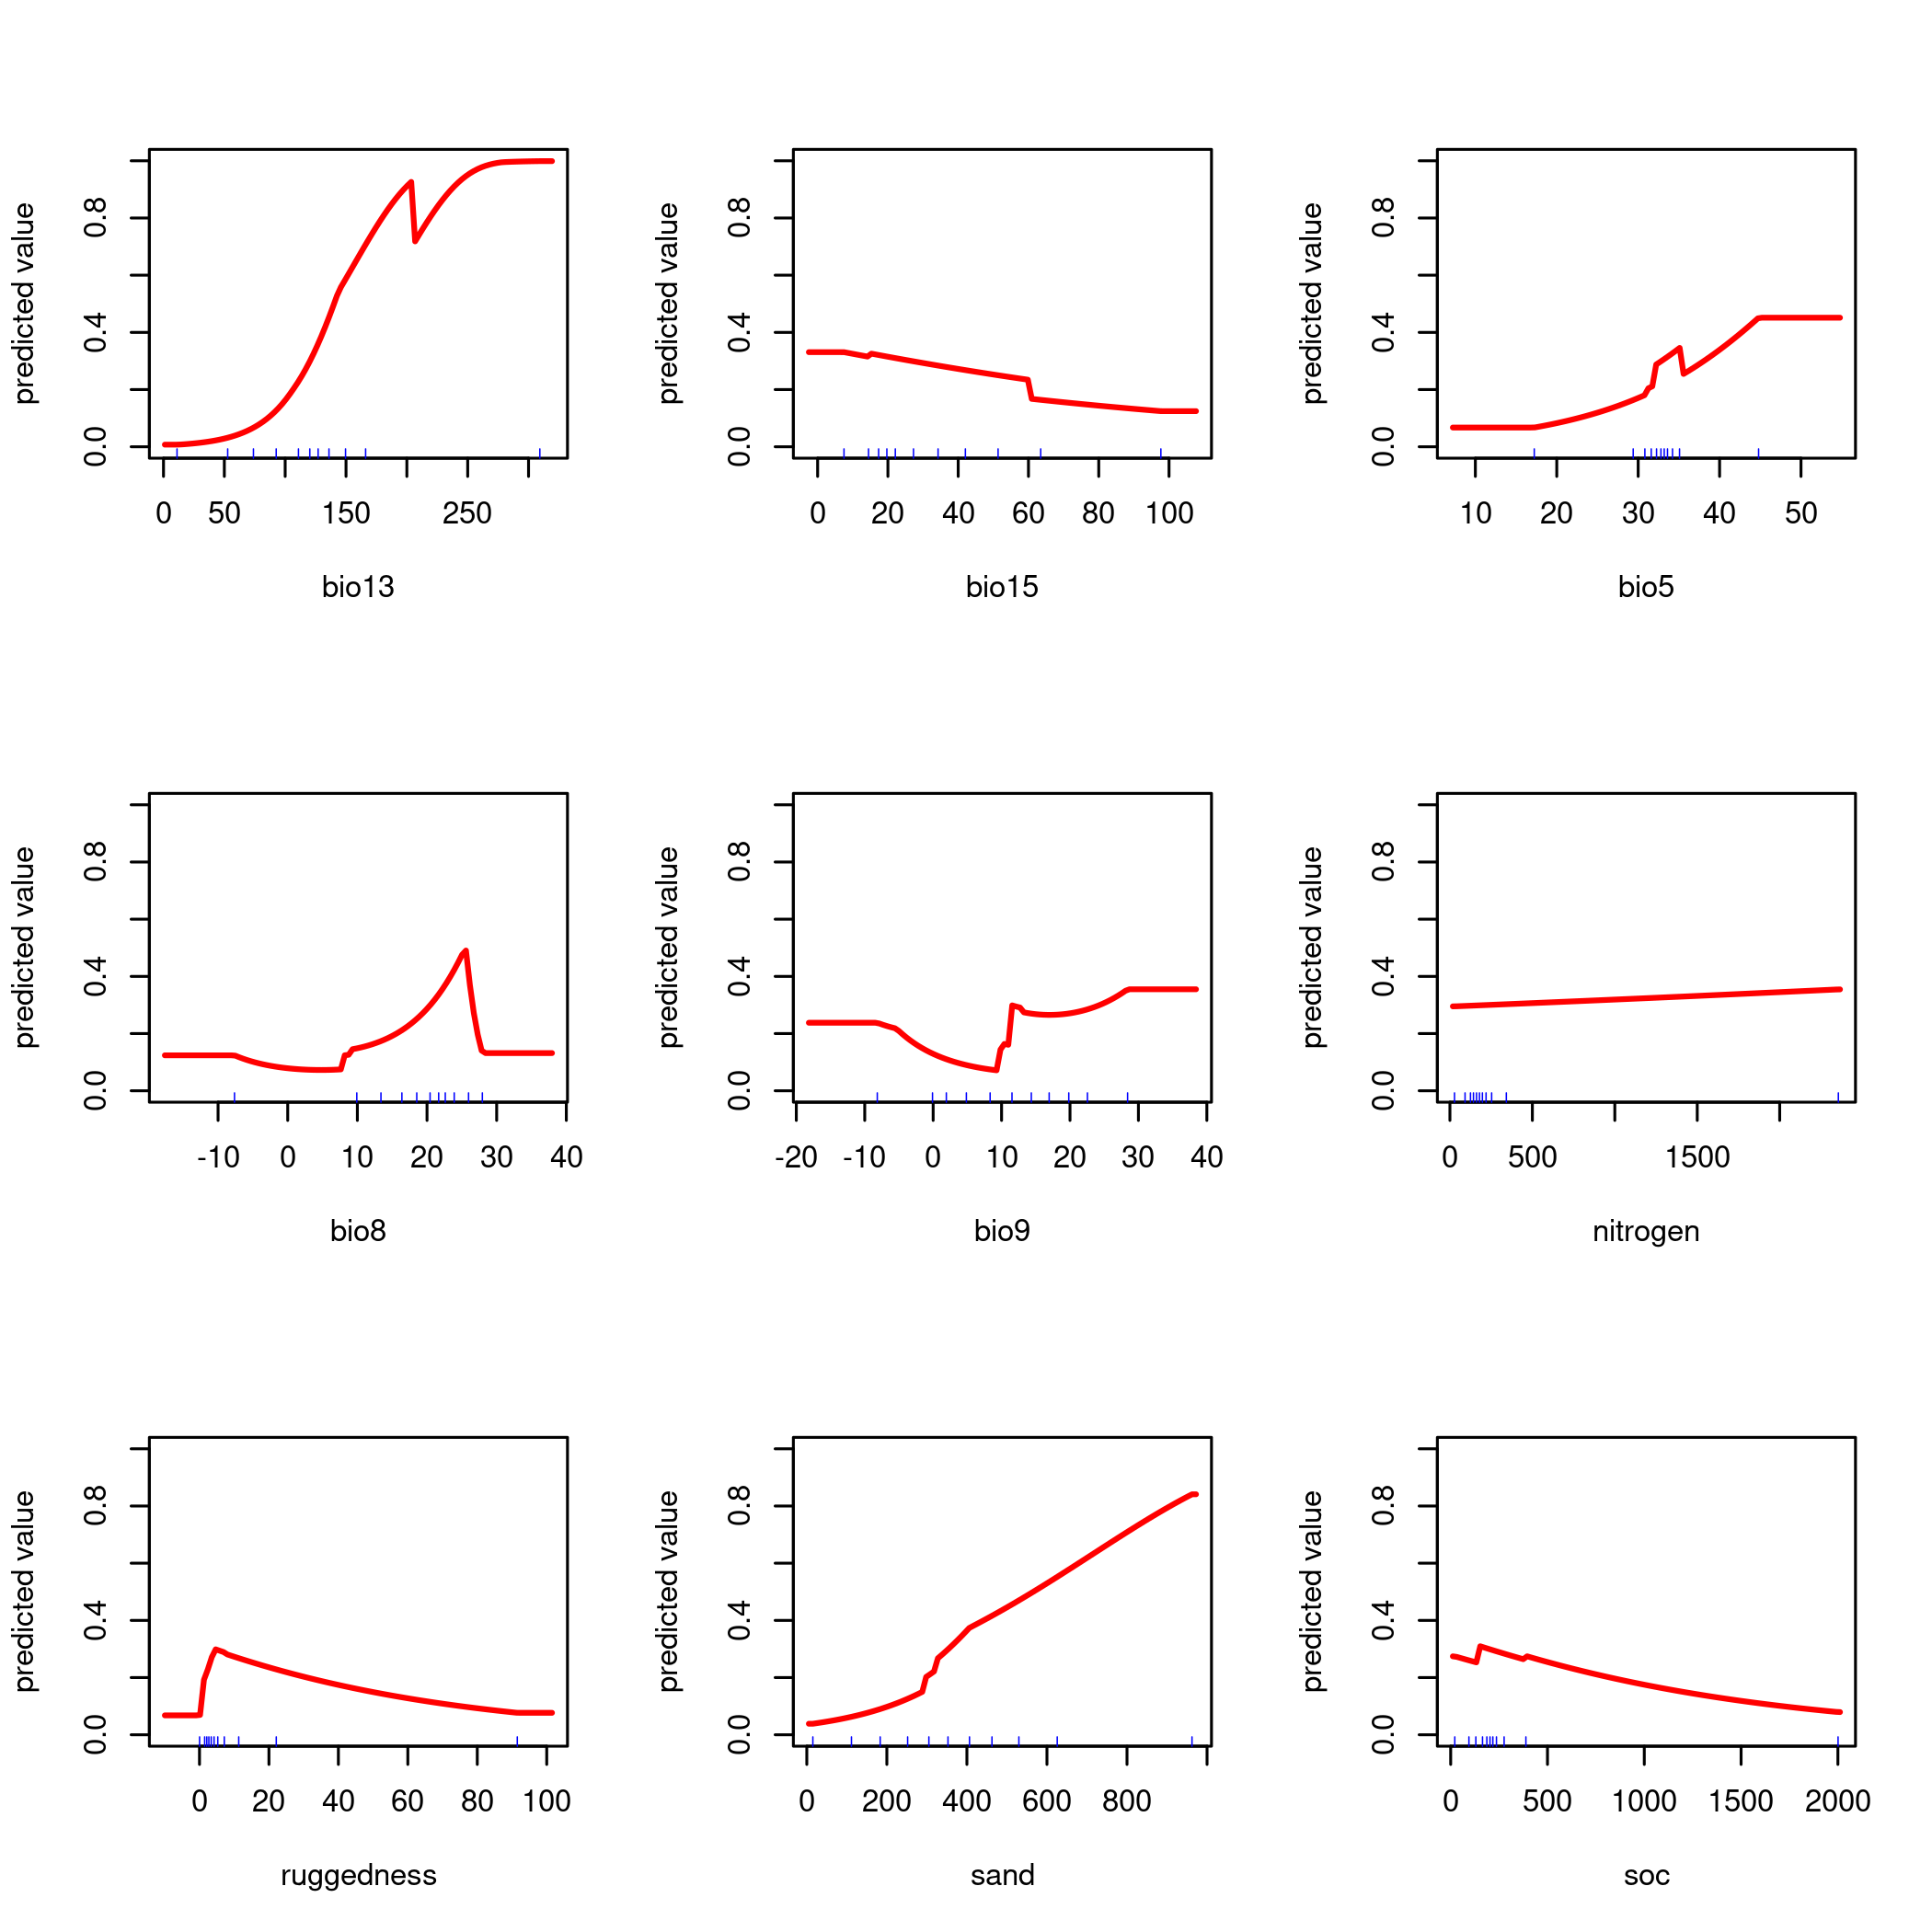 predicted value
0.0 0.4 0.8
0 50 150 250
bio13
predicted value
0.0 0.4 0.8
0 20 40 60 80 100
bio15
predicted value
0.0 0.4 0.8
10 20 30 40 50
bio5
predicted value
0.0 0.4 0.8
-10 0 10 20 30 40
bio8
predicted value
0.0 0.4 0.8
-20 -10 0 10 20 30 40
bio9
predicted value
0.0 0.4 0.8
0 500 1500
nitrogen
predicted value
0.0 0.4 0.8
0 20 40 60 80 100
ruggedness
predicted value
0.0 0.4 0.8
0 200 400 600 800
sand
predicted value
0.0 0.4 0.8
0 500 1000 1500 2000
soc